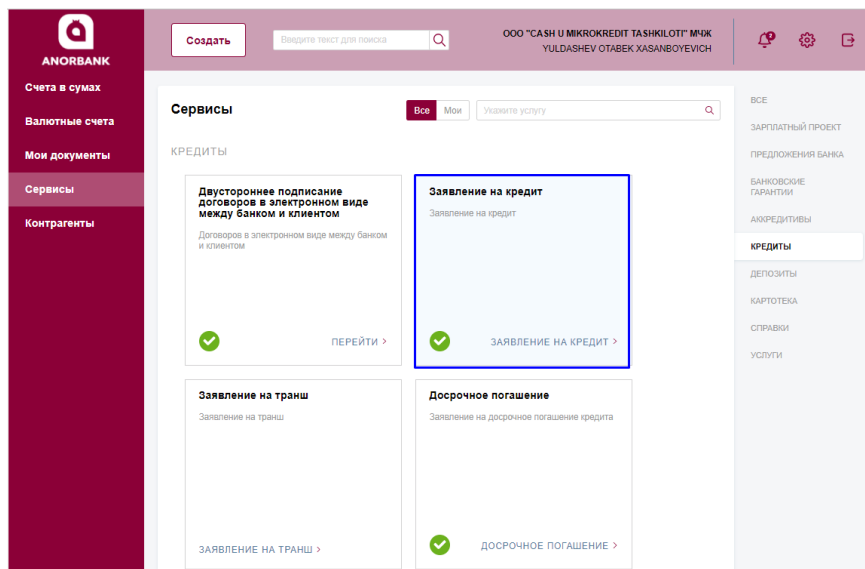 ANORBANK
Создать
Введите текст для поиска
ООО "CASH U MIKROKREDIT TASHKILOTI" МЧЖ
YULDASHEV OTABEK XASANBOYEVICH
Счета в сумах
Валютные счета
Мои документы
Сервисы
Контрагенты
Сервисы
Все
Мои
Укажите услугу
КРЕДИТЫ
Двустороннее подписание
договоров в электронном виде
между банком и клиентом
Договоров в электронном виде между банком
и клиентом
ПЕРЕЙТИ >
Заявление на кредит
Заявление на кредит
ЗАЯВЛЕНИЕ НА КРЕДИТ >
Заявление на транш
Заявление на транш
ЗАЯВЛЕНИЕ НА ТРАНШ >
Досрочное погашение
Заявление на досрочное погашение кредита
ДОСРОЧНОЕ ПОГАШЕНИЕ >
ВСЕ
ЗАРПЛАТНЫЙ ПРОЕКТ
ПРЕДЛОЖЕНИЯ БАНКА
БАНКОВСКИЕ
ГАРАНТИИ
АККРЕДИТИВЫ
КРЕДИТЫ
ДЕПОЗИТЫ
КАРТОТЕКА
СПРАВКИ
УСЛУГИ